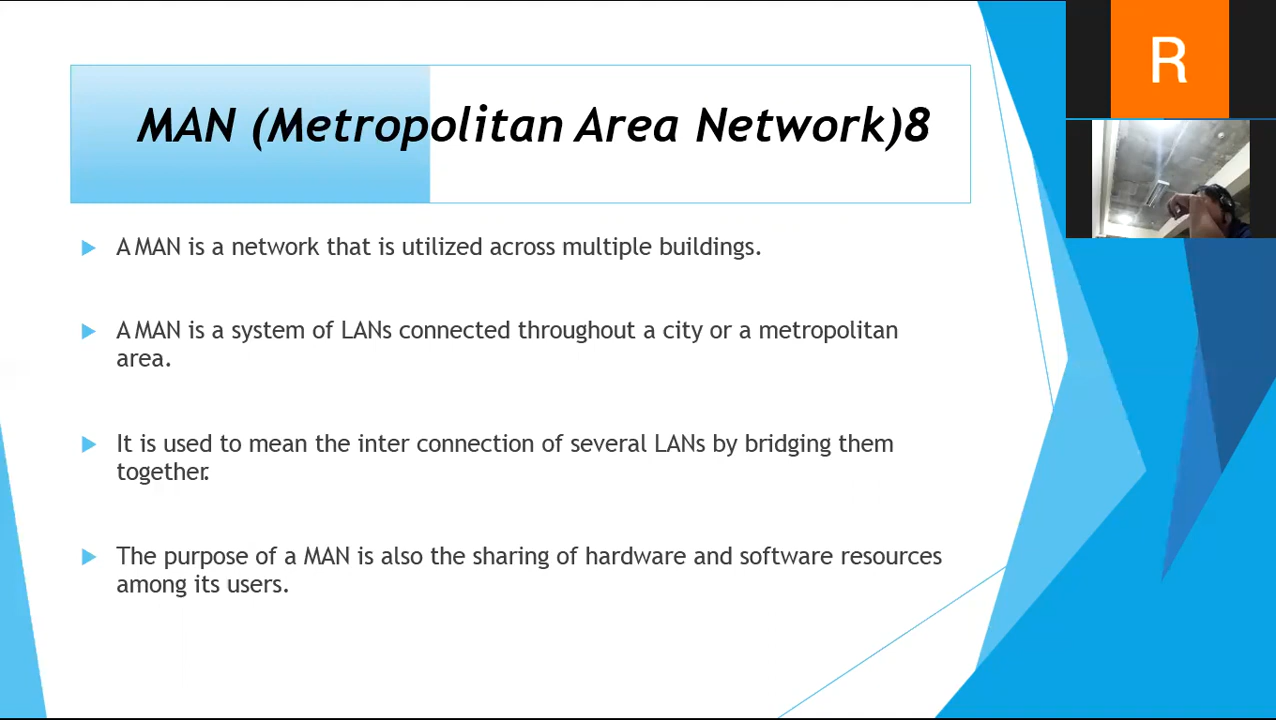 MAN (Metropolitan Area Network)8
R
A MAN is a network that is utilized across multiple buildings.
A MAN is a system of LANs connected throughout a city or a metropolitan
area.
It is used to mean the inter connection of several LANs by bridging them
together.
The purpose of a MAN is also the sharing of hardware and software resources
among its users.